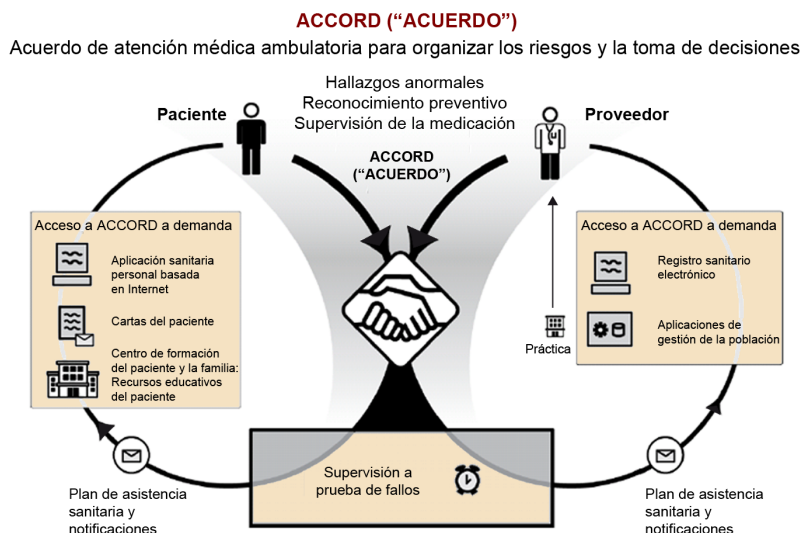 ACCORD (“ACUERDO”)
Acuerdo de atención médica ambulatoria para organizar los riesgos y la toma de decisiones
Hallazgos anormales
Reconocimiento preventivo
Supervisión de la medicación
Paciente
Proveedor
ACCORD
(“ACUERDO”)
Acceso a ACCORD a demanda
Aplicación sanitaria
personal basada
en Internet
Cartas del paciente
Centro de formación
del paciente y la familia:
Recursos educativos
del paciente
Acceso a ACCORD a demanda
Registro sanitario
electrónico
Aplicaciones de
gestión de la población
Práctica
Supervisión a
prueba de fallos
Plan de asistencia
sanitaria y
notificaciones
Plan de asistencia
sanitaria y
notificaciones